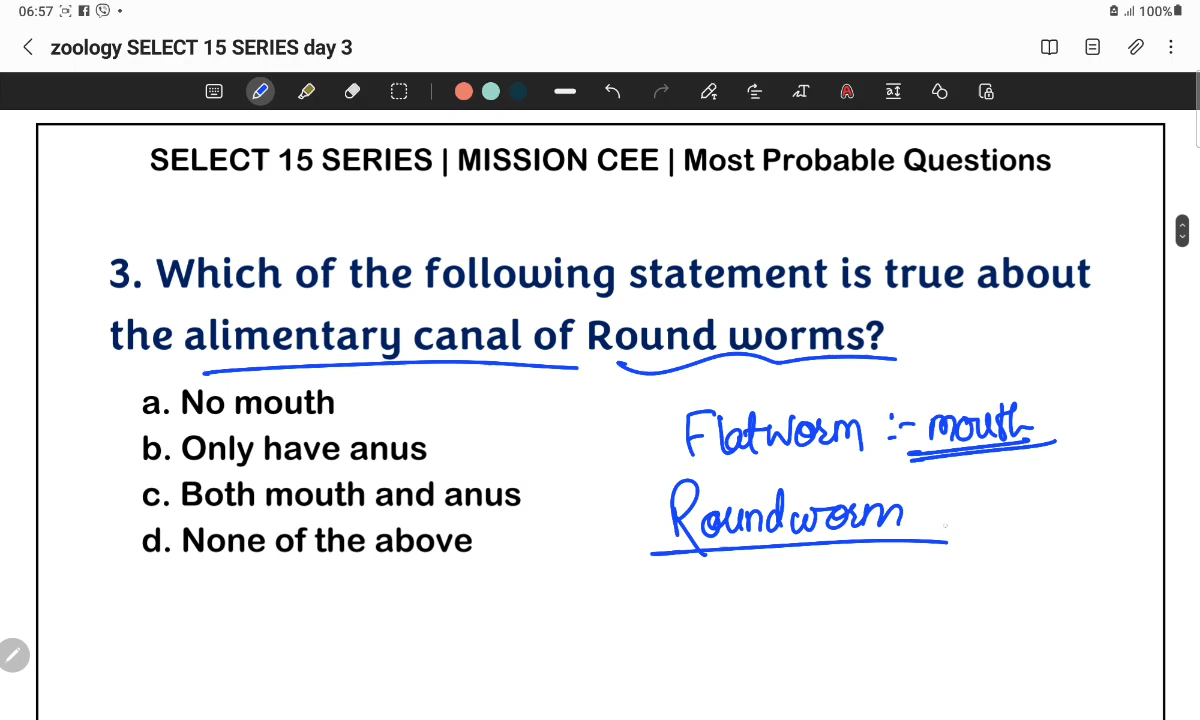 06:57 100%
zoology SELECT 15 SERIES day 3
SELECT 15 SERIES | MISSION CEE | Most Probable Questions
3. Which of the following statement is true about
the alimentary canal of Round worms?
a. No mouth
b. Only have anus
c. Both mouth and anus
d. None of the above
Flatworm :- mouth
Roundworm